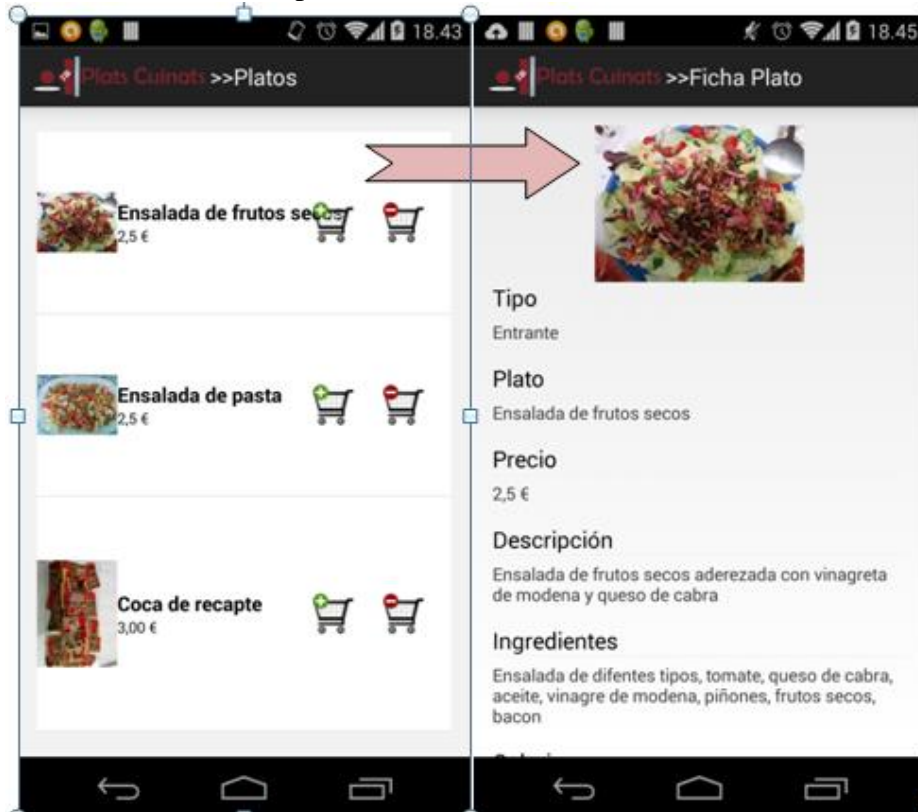 18.43
Plats Cuinats >>Platos
Ensalada de frutos secos
2,5 €
Ensalada de pasta
2,5 €
Coca de recapte
3,00 €
18.45
Plats Cuinats >>Ficha Plato
Tipo
Entrante
Plato
Ensalada de frutos secos
Precio
2,5 €
Descripción
Ensalada de frutos secos aderezada con vinagreta
de modena y queso de cabra
Ingredientes
Ensalada de difentes tipos, tomate, queso de cabra,
aceite, vinagre de modena, piñones, frutos secos,
bacon